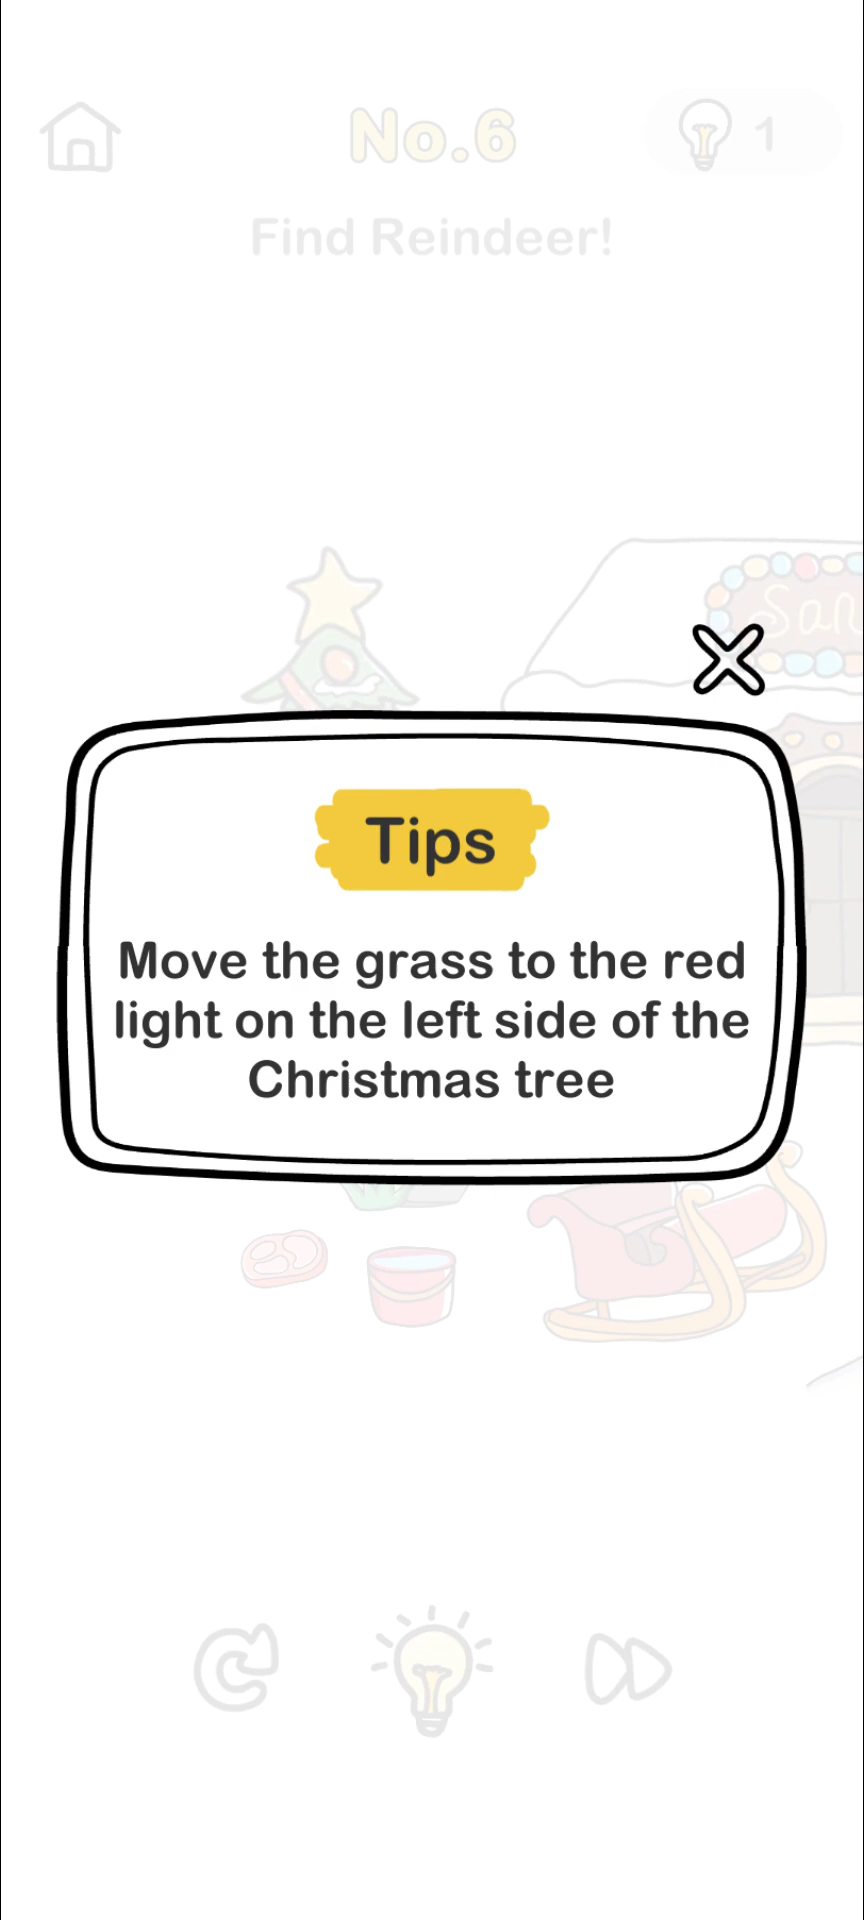 No.6
1
Find Reindeer!
San
Tips
Move the grass to the red
light on the left side of the
Christmas tree